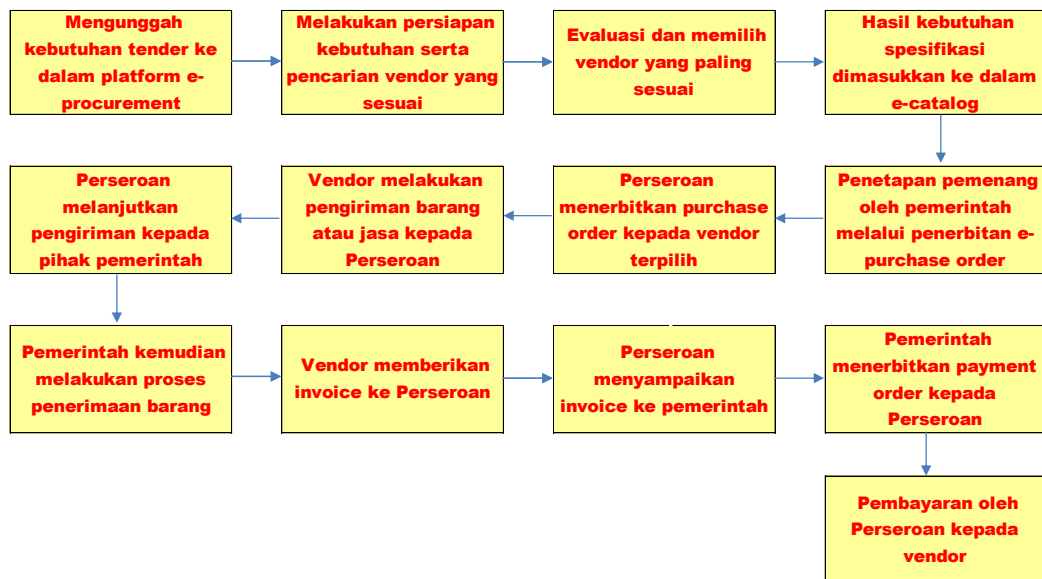 Mengunggah
kebutuhan tender ke
dalam platform e-
procurement
Melakukan persiapan
kebutuhan serta
pencarian vendor yang
sesuai
Evaluasi dan memilih
vendor yang paling
sesuai
Hasil kebutuhan
spesifikasi
dimasukkan ke dalam
e-catalog
Penetapan pemenang
oleh pemerintah
melalui penerbitan e-
purchase order
Perseroan
menerbitkan purchase
order kepada vendor
terpilih
Vendor melakukan
pengiriman barang
atau jasa kepada
Perseroan
Perseroan
melanjutkan
pengiriman kepada
pihak pemerintah
Pemerintah kemudian
melakukan proses
penerimaan barang
Vendor memberikan
invoice ke Perseroan
Perseroan
menyampaikan
invoice ke pemerintah
Pemerintah
menerbitkan payment
order kepada
Perseroan
Pembayaran oleh
Perseroan kepada
vendor